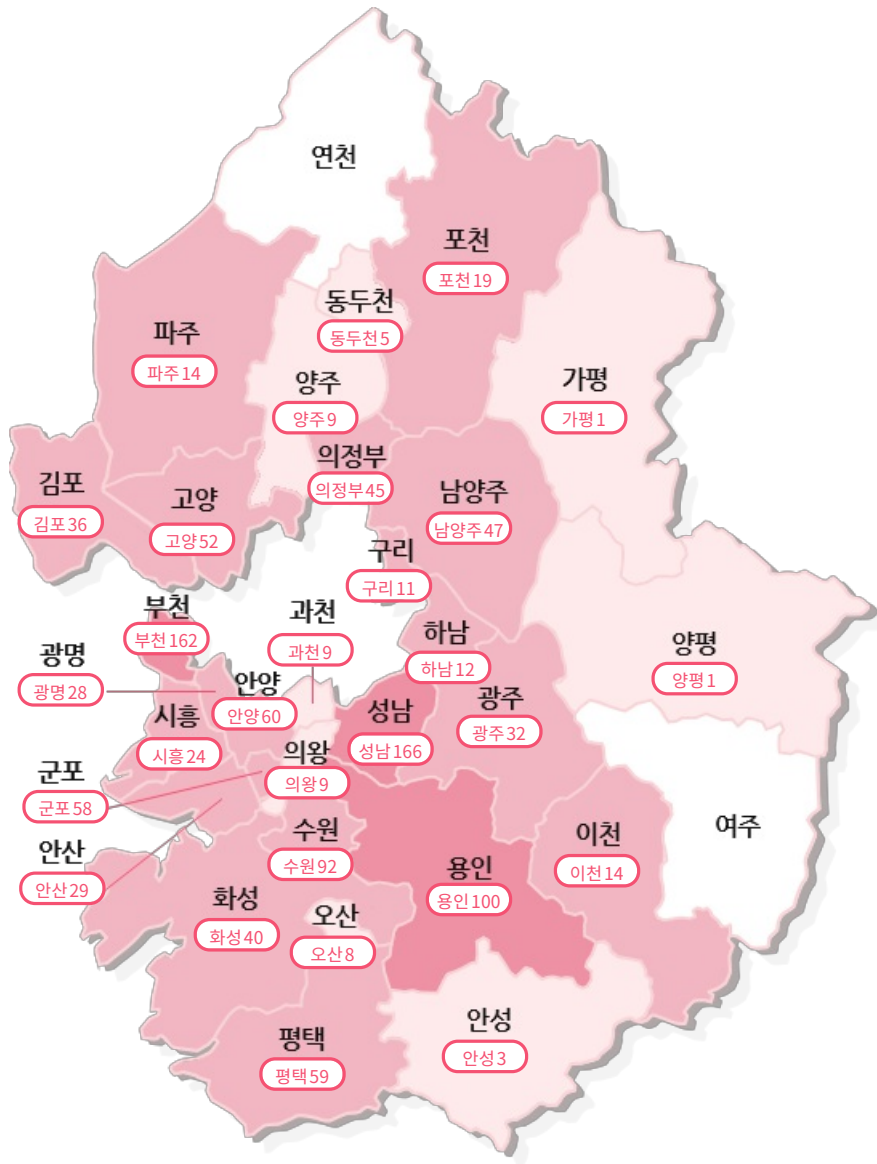 연천
포천
포천19
동두천
동두천5
파주
파주14
양주
양주9
가평
가평1
의정부
의정부45
김포
김포36
고양
고양52
남양주
남양주47
구리
구리11
부천
부천162
과천
과천9
하남
하남12
양평
양평1
광명
광명28
안양
안양60
시흥
시흥24
성남
성남166
광주
광주32
의왕
의왕9
군포
군포58
수원
수원92
이천
이천14
여주
안산
안산29
용인
용인100
화성
화성40
오산
오산8
안성
안성3
평택
평택59